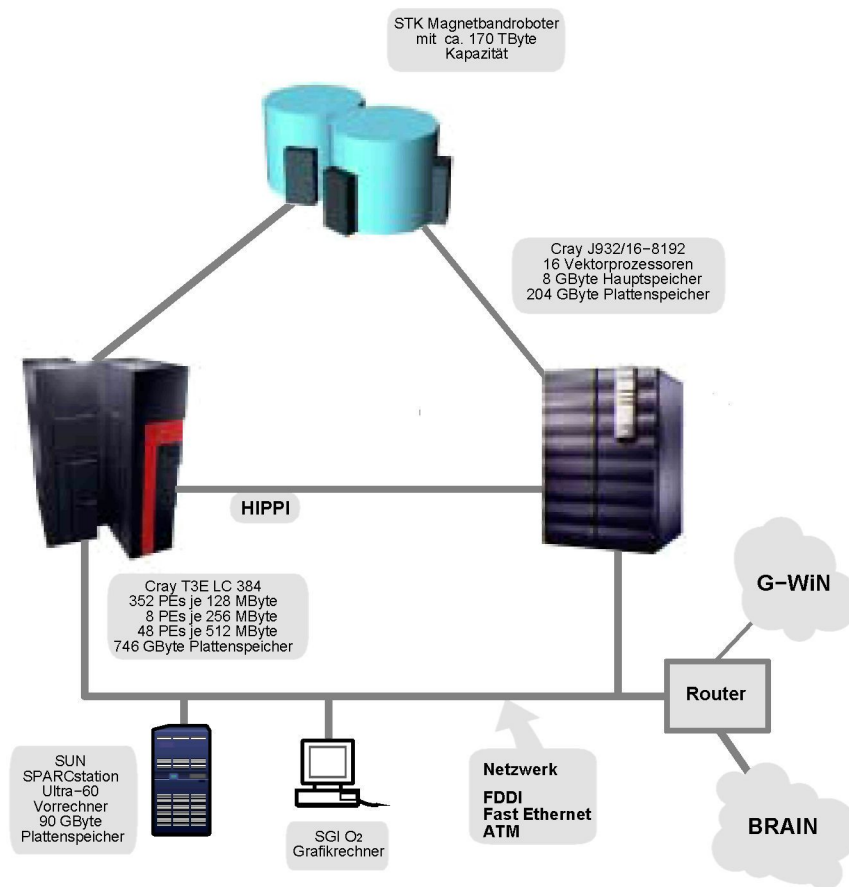 STK Magnetbandroboter
mit ca. 170 TByte
Kapazität
Cray J932/16−8192
16 Vektorprozessoren
8 GByte Hauptspeicher
204 GByte Plattenspeicher
HIPPI
Cray T3E LC 384
352 PEs je 128 MByte
8 PEs je 256 MByte
48 PEs je 512 MByte
746 GByte Plattenspeicher
G−WiN
Router
SUN
SPARCstation
Ultra−60
Vorrechner
90 GByte
Plattenspeicher
SGI O2
Grafikrechner
Netzwerk
FDDI
Fast Ethernet
ATM
BRAIN